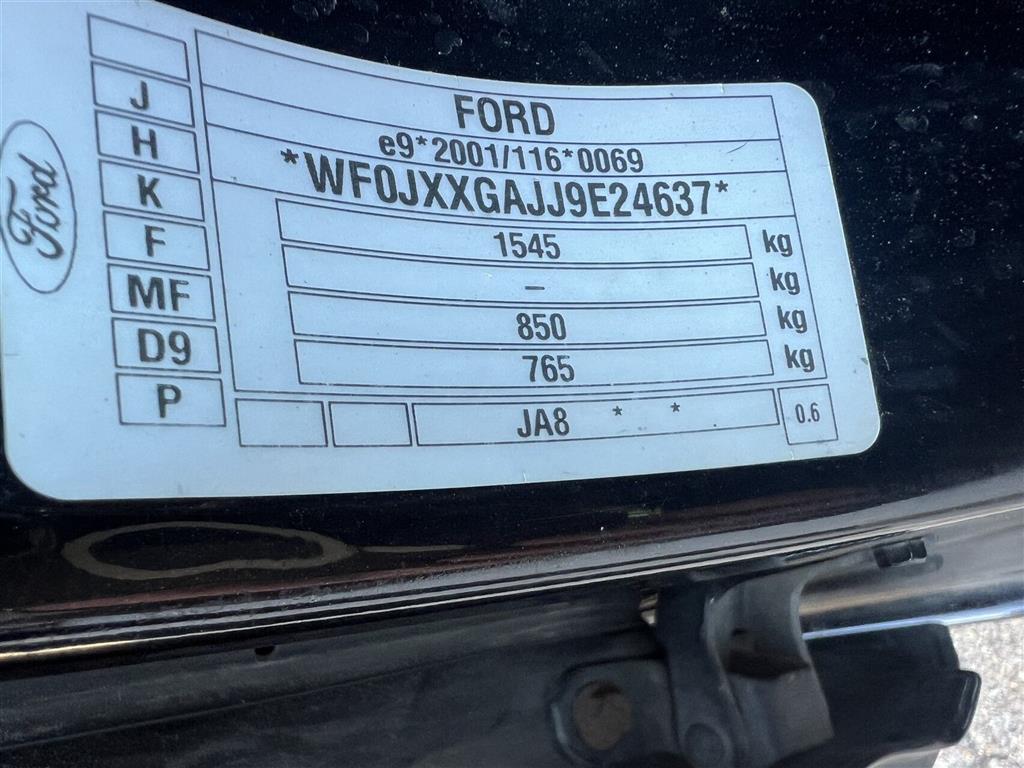 Ford
J
H
K
F
MF
D9
P
FORD
e9*2001/116*0069
*WF0JXXGAJJ9E24637*
1545 kg
– kg
850 kg
765 kg
JA8 * *
0.6